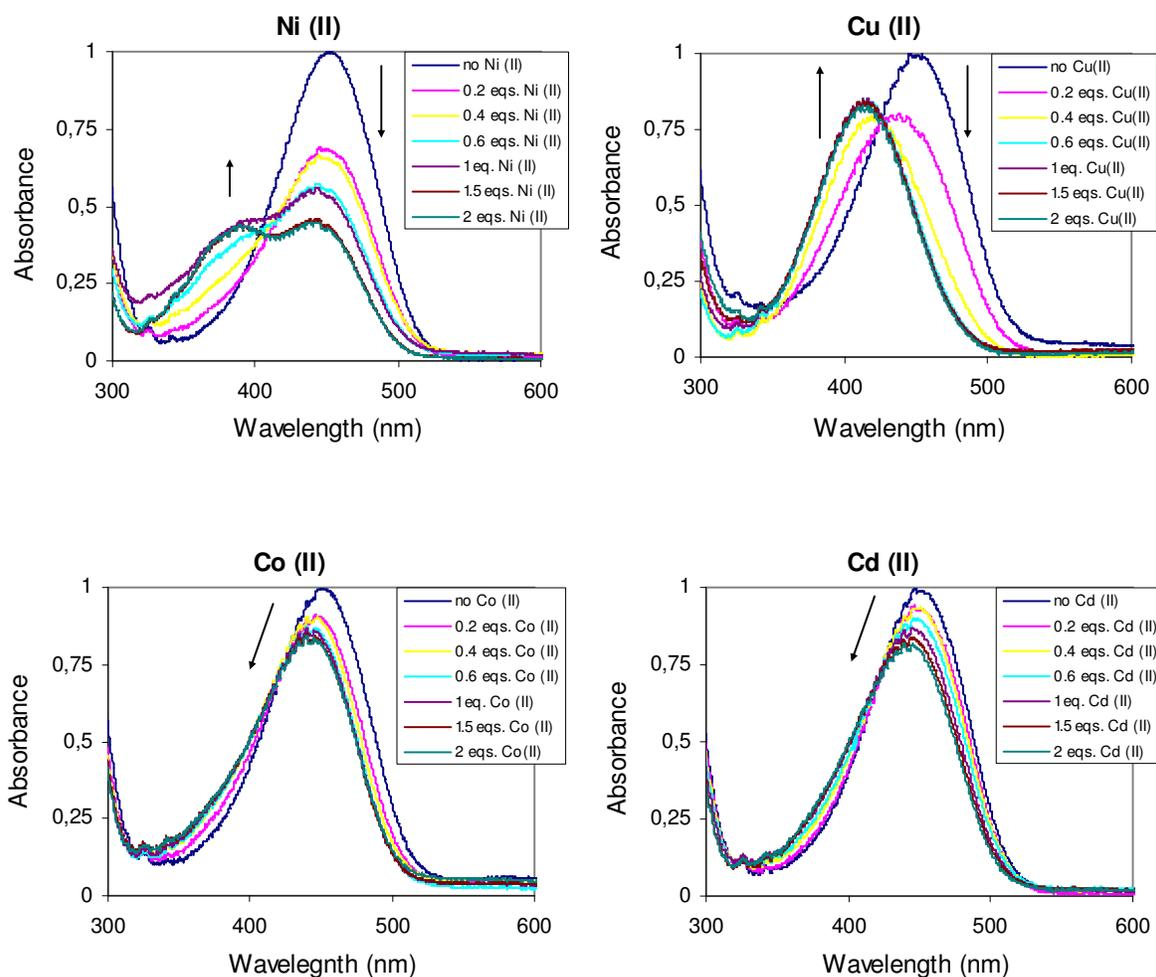 Ni (II)
1
0,75
0,5
0,25
0
300
400
500
600
Absorbance
Wavelength (nm)
no Ni (II)
0.2 eqs. Ni (II)
0.4 eqs. Ni (II)
0.6 eqs. Ni (II)
1 eq. Ni (II)
1.5 eqs. Ni (II)
2 eqs. Ni (II)
Cu (II)
1
0,75
0,5
0,25
0
300
400
500
600
Absorbance
Wavelength (nm)
no Cu(II)
0.2 eqs. Cu(II)
0.4 eqs. Cu(II)
0.6 eqs. Cu(II)
1 eq. Cu(II)
1.5 eqs. Cu(II)
2 eqs. Cu(II)
Co (II)
1
0,75
0,5
0,25
0
300
400
500
600
Absorbance
Wavelegnth (nm)
no Co (II)
0.2 eqs. Co (II)
0.4 eqs. Co (II)
0.6 eqs. Co (II)
1 eq. Co (II)
1.5 eqs. Co (II)
2 eqs. Co (II)
Cd (II)
1
0,75
0,5
0,25
0
300
400
500
600
Absorbance
Wavelength (nm)
no Cd (II)
0.2 eqs. Cd (II)
0.4 eqs. Cd (II)
0.6 eqs. Cd (II)
1 eq. Cd (II)
1.5 eqs. Cd (II)
2 eqs. Cd (II)